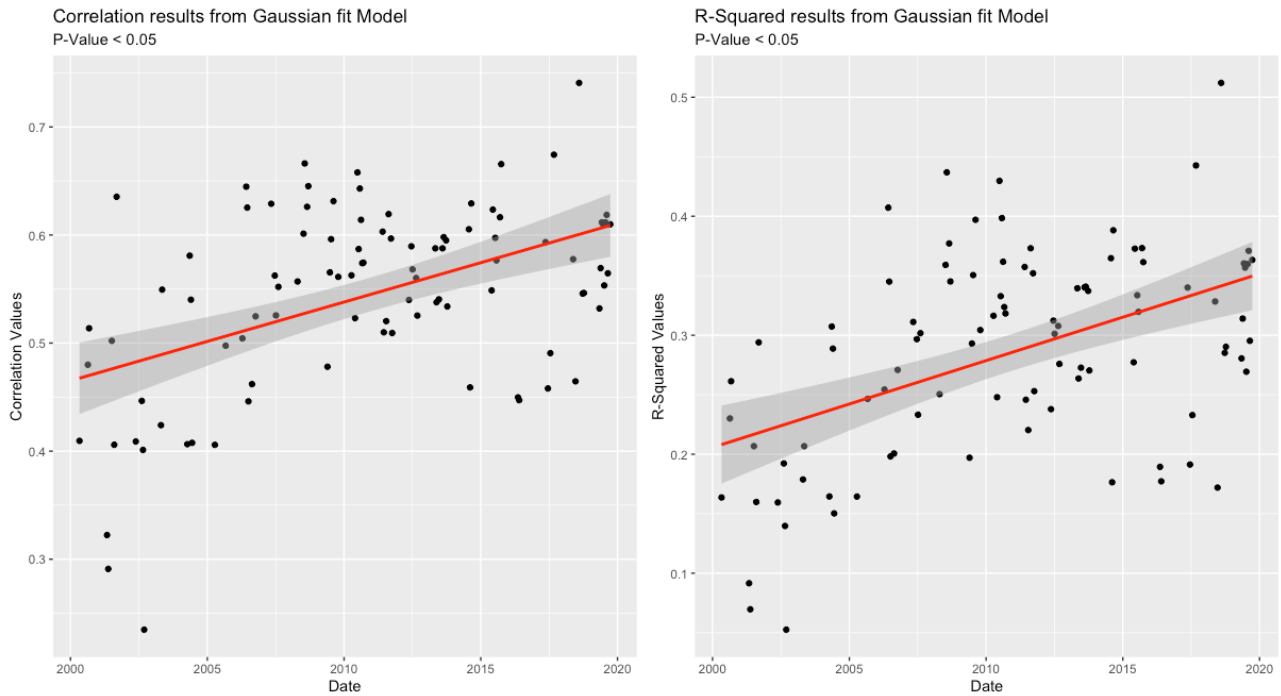 Correlation results from Gaussian fit Model
P-Value < 0.05
Correlation Values
0.7
0.6
0.5
0.4
0.3
2000
2005
2010
2015
2020
Date
R-Squared results from Gaussian fit Model
P-Value < 0.05
R-Squared Values
0.5
0.4
0.3
0.2
0.1
2000
2005
2010
2015
2020
Date